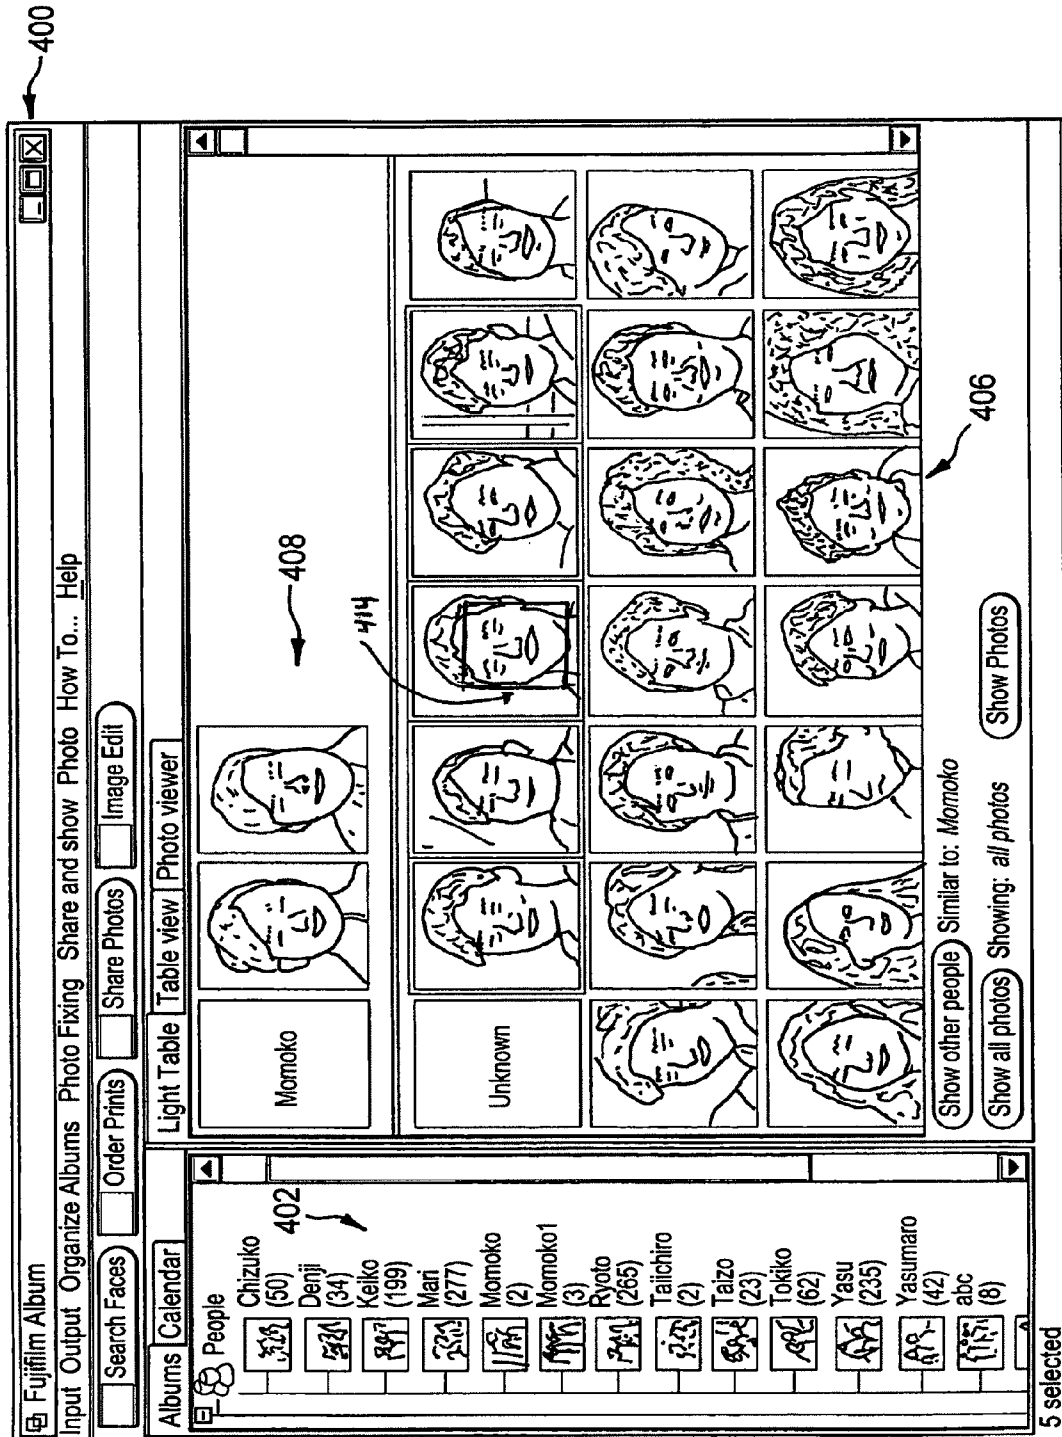 400
Fujifilm Album
Input Output Organize Albums Photo Fixing Share and show Photo How To... Help
Search Faces Order Prints Share Photos Image Edit
Albums Calendar
Light Table Table view Photo viewer
People
402
Chizuko
(50)
Denji
(34)
Keiko
(199)
Mari
(277)
Momoko
(2)
Momoko1
(3)
Ryoto
(265)
Taiichiro
(2)
Taizo
(23)
Tokiko
(62)
Yasu
(235)
Yasumaro
(42)
abc
(8)
Momoko
408
414
Unknown
406
Show other people Similar to: Momoko
Show all photos Showing: all photos Show Photos
5 selected